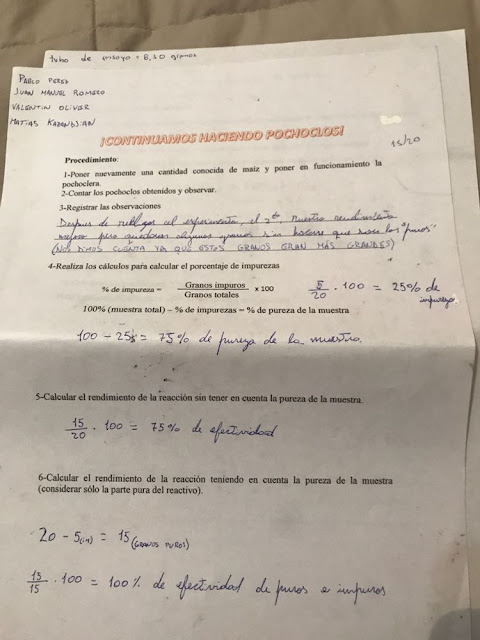 tubo de ensayo = 8,50 gramos
PABLO PEREZ
JUAN MANUEL ROMERO
VALENTIN OLIVER
MATIAS KAZANDJIAN
¡CONTINUAMOS HACIENDO POCHOCLOS!
15/20
Procedimiento:
1-Poner nuevamente una cantidad conocida de maíz y poner en funcionamiento la
pochoclera.
2-Contar los pochoclos obtenidos y observar.
3-Registrar las observaciones
Despues de realizar el experimento, el 2do, nuestro rendimiento
mejoro pero quedaron algunos granos sin hacerse que eran los "puros"
(NOS DIMOS CUENTA YA QUE ESTOS GRANOS ERAN MÁS GRANDES)
4-Realiza los cálculos para calcular el porcentaje de impurezas
% de impureza = Granos impuros / Granos totales x 100
5/20 . 100 = 25% de impureza
100% (muestra total) – % de impurezas = % de pureza de la muestra
100 - 25 = 75% de pureza de la muestra.
5-Calcular el rendimiento de la reacción sin tener en cuenta la pureza de la muestra.
15/20 . 100 = 75% de efectividad
6-Calcular el rendimiento de la reacción teniendo en cuenta la pureza de la muestra
(considerar sólo la parte pura del reactivo).
20 - 5 = 15 (GRANOS PUROS)
15/15 . 100 = 100% de efectividad de puros e impuros